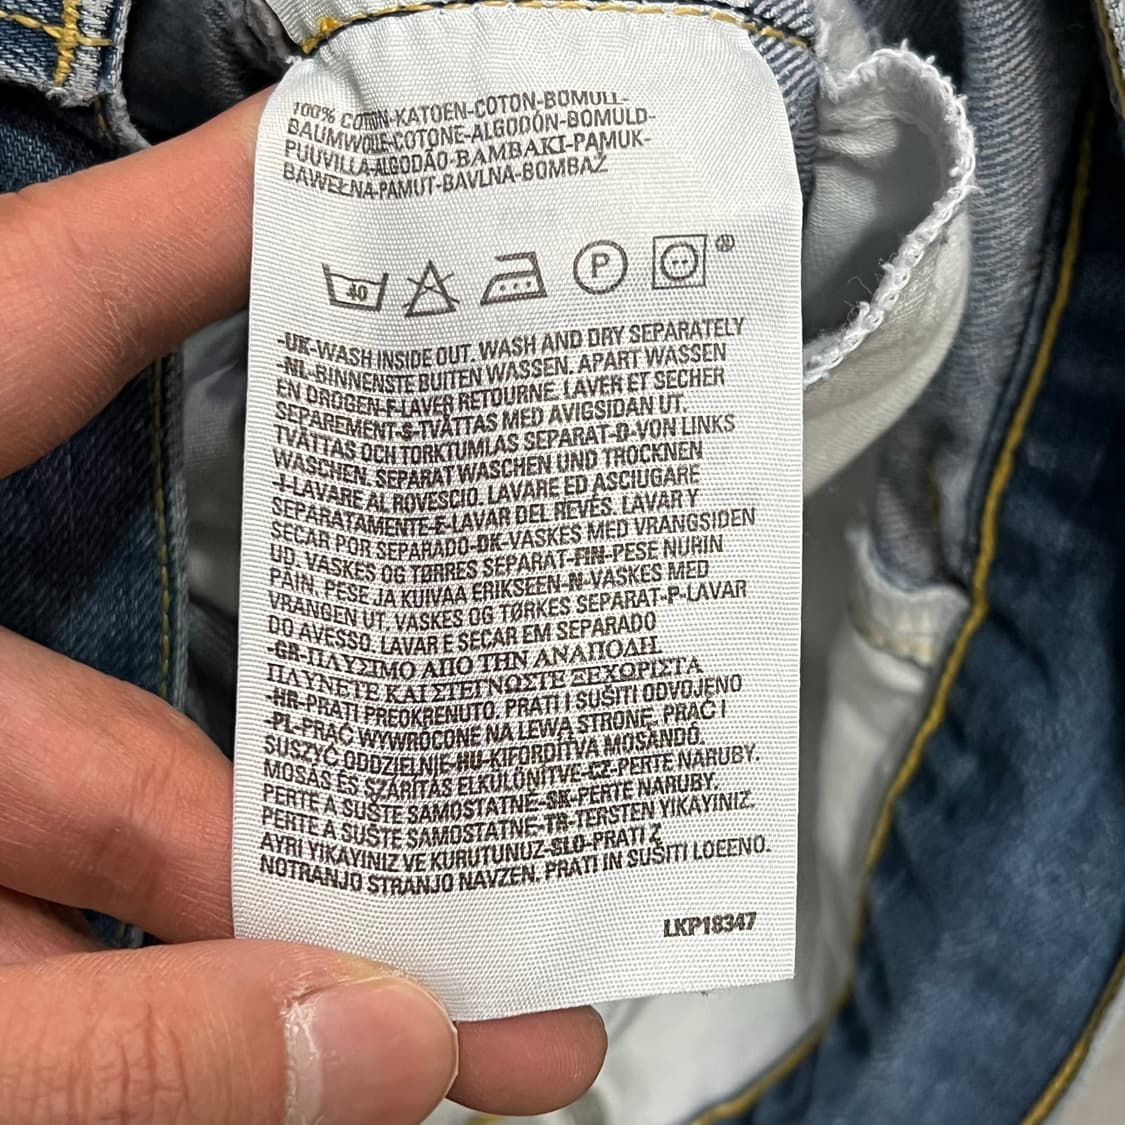 100% COTTON-KATOEN-COTON-BOMULL-
BAUMWOLLE-COTONE-ALGODÓN-BOMULD-
PUUVILLA-ALGODÃO-BAMBAKI-PAMUK-
BAWEŁNA-PAMUT-BAVLNA-BOMBAŽ
40 P ®
-UK-WASH INSIDE OUT. WASH AND DRY SEPARATELY
-NL-BINNENSTE BUITEN WASSEN. APART WASSEN
EN DROGEN-F-LAVER RETOURNE. LAVER ET SECHER
SEPAREMENT-S-TVÄTTAS MED AVIGSIDAN UT.
TVÄTTAS OCH TORKTUMLAS SEPARAT-D-VON LINKS
WASCHEN. SEPARAT WASCHEN UND TROCKNEN
-I-LAVARE AL ROVESCIO. LAVARE ED ASCIUGARE
SEPARATAMENTE-E-LAVAR DEL REVÉS. LAVAR Y
SECAR POR SEPARADO-DK-VASKES MED VRANGSIDEN
UD. VASKES OG TØRRES SEPARAT-FIN-PESE NURIN
PÄIN. PESE JA KUIVAA ERIKSEEN-N-VASKES MED
VRANGEN UT. VASKES OG TØRKES SEPARAT-P-LAVAR
DO AVESSO. LAVAR E SECAR EM SEPARADO
-GR-ΠΛΥΣΙΜΟ ΑΠΟ ΤΗΝ ΑΝΑΠΟΔΗ.
ΠΛΥΝΕΤΕ ΚΑΙ ΣΤΕΓΝΩΣΤΕ ΞΕΧΩΡΙΣΤΑ
-HR-PRATI PREOKRENUTO. PRATI I SUŠITI ODVOJENO
-PL-PRAĆ WYWRÓCONE NA LEWĄ STRONĘ. PRAĆ I
SUSZYĆ ODDZIELNIE-HU-KIFORDÍTVA MOSANDÓ.
MOSÁS ÉS SZÁRÍTÁS ELKÜLÖNÍTVE-CZ-PERTE NARUBY.
PERTE A SUŠTE SAMOSTATNE-SK-PERTE NARUBY.
PERTE A SUŠTE SAMOSTATNE-TR-TERSTEN YIKAYINIZ.
AYRI YIKAYINIZ VE KURUTUNUZ-SLO-PRATI Z
NOTRANJO STRANJO NAVZEN. PRATI IN SUŠITI LOEENO.
LKP18347